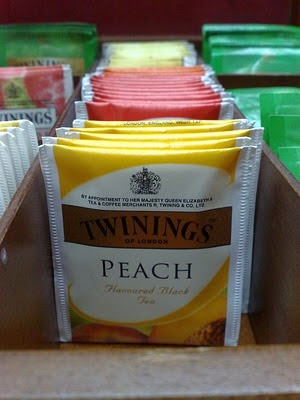 BY APPOINTMENT TO HER MAJESTY QUEEN ELIZABETH II
TEA & COFFEE MERCHANTS R. TWINING & CO. LTD.
TWININGS
OF LONDON
PEACH
Flavoured Black
Tea
TWININGS